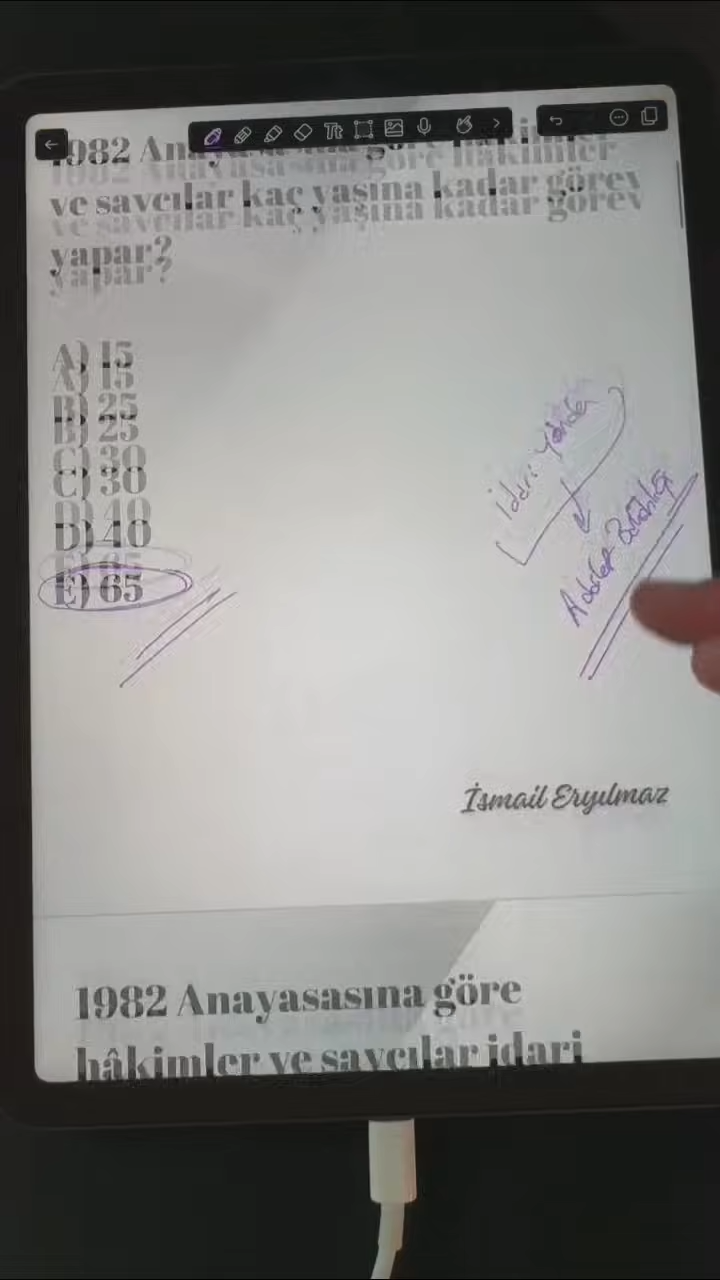 1982 Anayasasına göre hâkimler
ve savcılar kaç yaşına kadar görev
yapar?
A) 15
B) 25
C) 30
D) 40
E) 65
İdari yönden
Adalet Bakanlığı
İsmail Eryılmaz
1982 Anayasasına göre
hâkimler ve savcılar idari